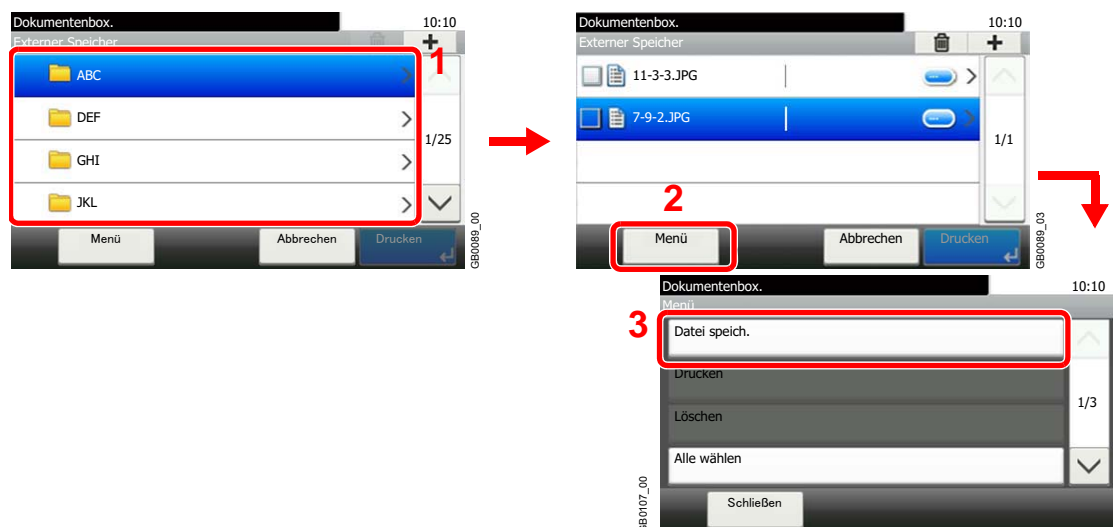 Dokumentenbox. 10:10
Externer Speicher
1
ABC
DEF
1/25
GHI
JKL
Menü Abbrechen Drucken
GB0089_00
Dokumentenbox. 10:10
Externer Speicher
11-3-3.JPG
7-9-2.JPG
1/1
2
Menü Abbrechen Drucken
GB0089_03
Dokumentenbox. 10:10
Menü
3
Datei speich.
Drucken
1/3
Löschen
Alle wählen
Schließen
GB0107_00